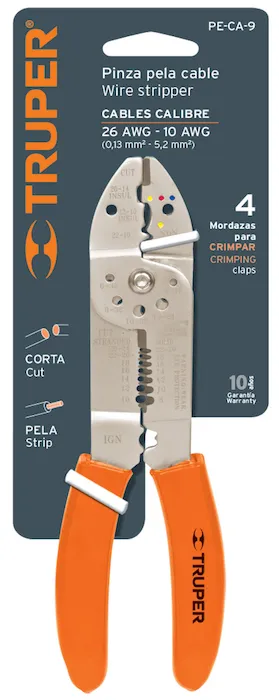 PE-CA-9
TRUPER®
Pinza pela cable
Wire stripper
CABLES CALIBRE
26 AWG - 10 AWG
(0,13 mm² - 5,2 mm²)
CUT
INSUL
INSUL
4
Mordazas
para
CRIMPAR
CRIMPING
claps
CORTA
Cut
PELA
Strip
10 años
Garantía
Warranty
IGN
TRUPER